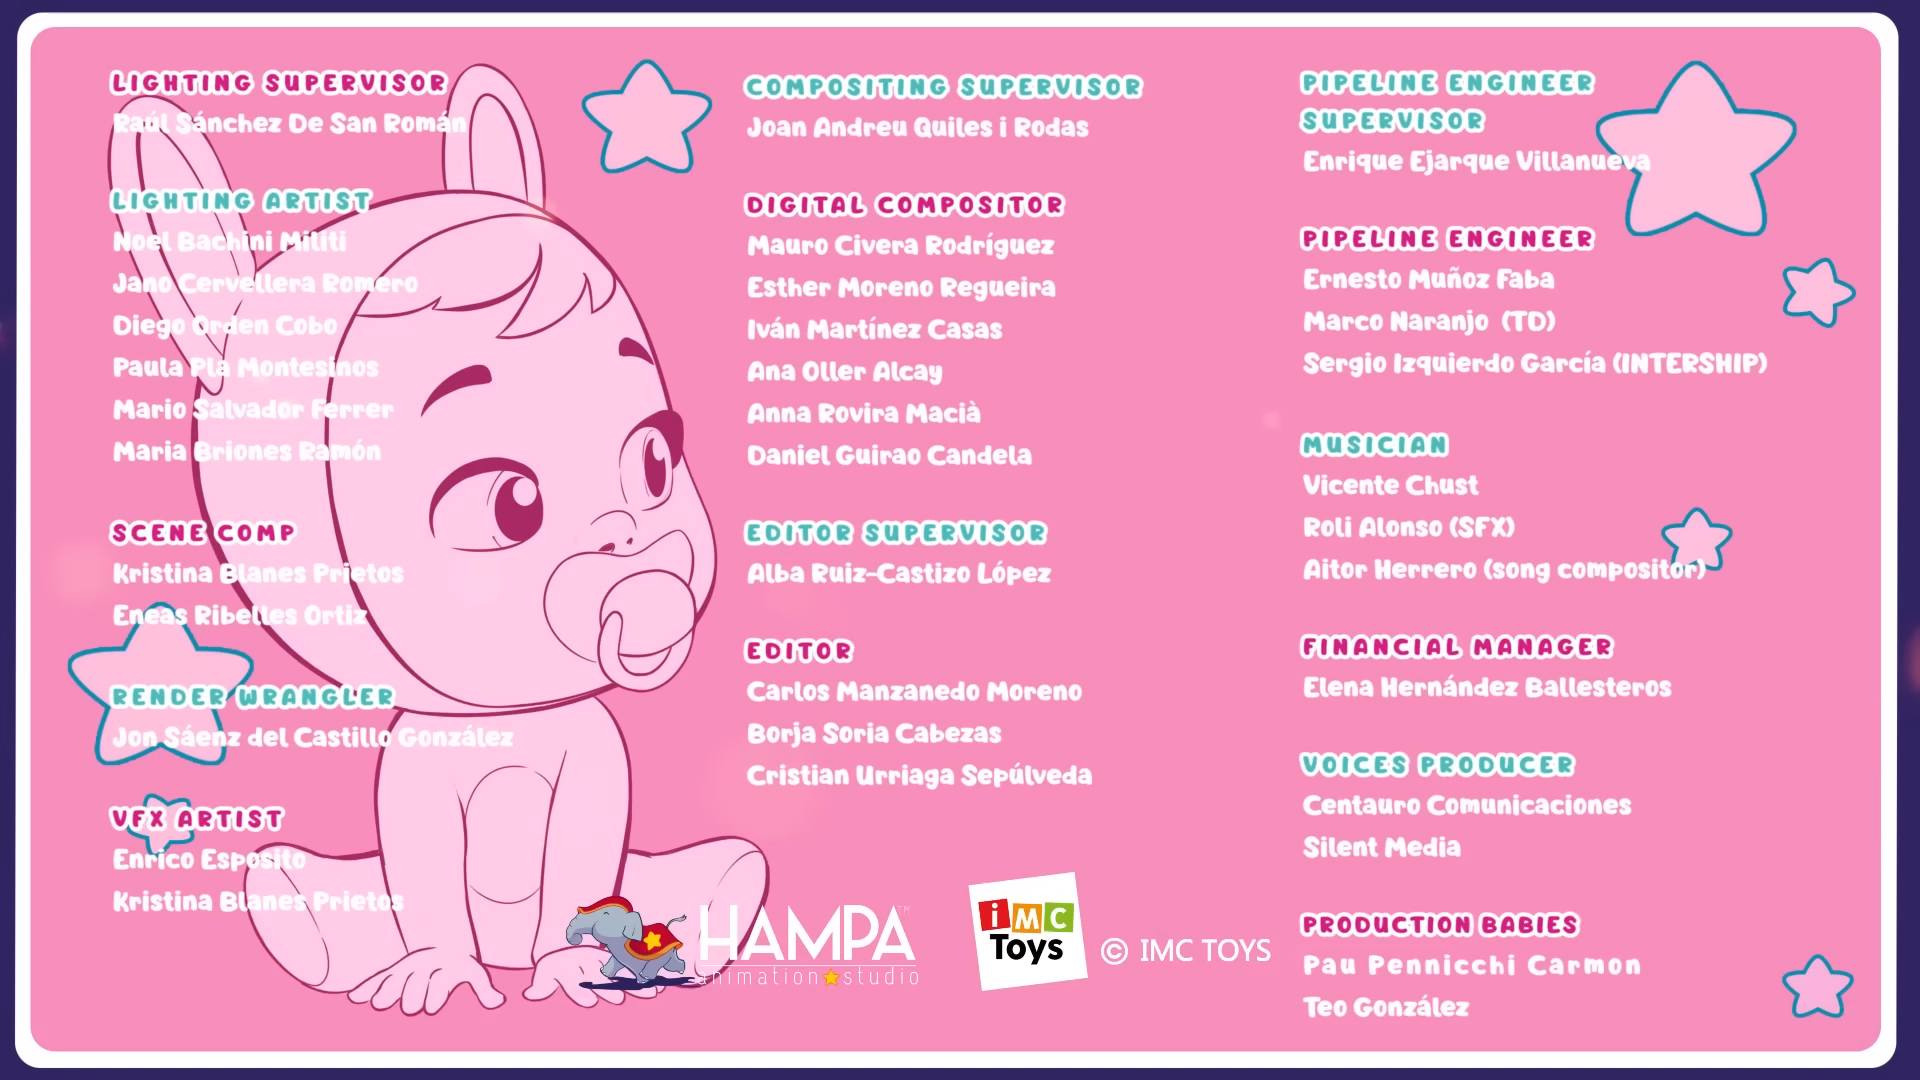 LIGHTING SUPERVISOR
Raúl Sánchez De San Román
LIGHTING ARTIST
Noel Bachini Militi
Jano Cervellera Romero
Diego Orden Cobo
Paula Pla Montesinos
Mario Salvador Ferrer
Maria Briones Ramón
SCENE COMP
Kristina Blanes Prietos
Eneas Ribelles Ortiz
RENDER WRANGLER
Jon Sáenz del Castillo González
VFX ARTIST
Enrico Esposito
Kristina Blanes Prietos
COMPOSITING SUPERVISOR
Joan Andreu Quiles i Rodas
DIGITAL COMPOSITOR
Mauro Civera Rodríguez
Esther Moreno Regueira
Iván Martínez Casas
Ana Oller Alcay
Anna Rovira Macià
Daniel Guirao Candela
EDITOR SUPERVISOR
Alba Ruiz-Castizo López
EDITOR
Carlos Manzanedo Moreno
Borja Soria Cabezas
Cristian Urriaga Sepúlveda
HAMPA™
animation studio
iMC
Toys
© IMC TOYS
PIPELINE ENGINEER
SUPERVISOR
Enrique Ejarque Villanueva
PIPELINE ENGINEER
Ernesto Muñoz Faba
Marco Naranjo (TD)
Sergio Izquierdo García (INTERSHIP)
MUSICIAN
Vicente Chust
Roli Alonso (SFX)
Aitor Herrero (song compositor)
FINANCIAL MANAGER
Elena Hernández Ballesteros
VOICES PRODUCER
Centauro Comunicaciones
Silent Media
PRODUCTION BABIES
Pau Pennicchi Carmon
Teo González